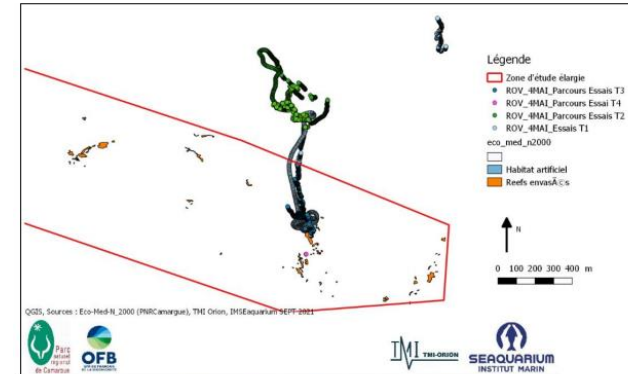 Légende
Zone d'étude élargie
ROV_4MAI_Parcours Essais T3
ROV_4MAI_Parcours Essai T4
ROV_4MAI_Parcours Essais T2
ROV_4MAI_Essais T1
eco_med_n2000
Habitat artificiel
Reefs envasÃ©s
N
0 100 200 300 400 m
QGIS, Sources : Eco-Med-N_2000 (PNRCamargue), TMI Orion, IMSEaquarium SEPT-2021
Parc
naturel
régional
de Camargue
OFB
TMI TMI-ORION
SEAQUARIUM
INSTITUT MARIN